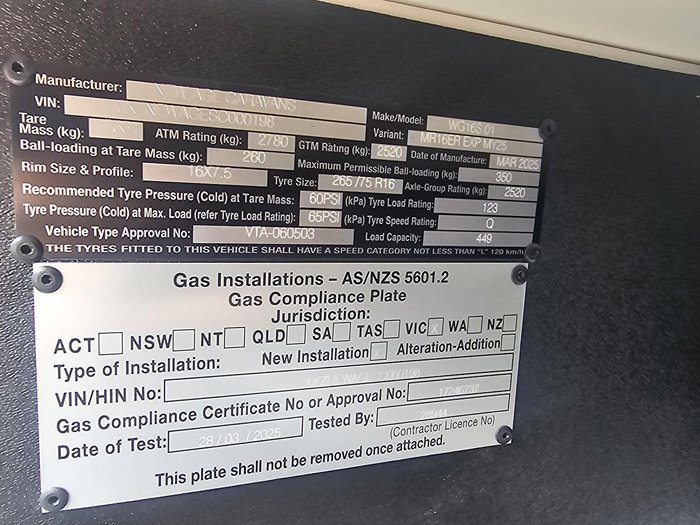 Manufacturer: CARAVANS
VIN:
Make/Model: WG16S 01
Tare Mass (kg): ATM Rating (kg): 2780 GTM Rating (kg): 2520 Variant: MR16ER EXP MY25
Date of Manufacture: MAR 2025
Ball-loading at Tare Mass (kg): 260 Maximum Permissible Ball-loading (kg): 350
Rim Size & Profile: 16X7.5 Tyre Size: 265/75 R16 Axle-Group Rating (kg): 2520
Recommended Tyre Pressure (Cold) at Tare Mass: 60PSI (kPa) Tyre Load Rating: 123
Tyre Pressure (Cold) at Max. Load (refer Tyre Load Rating): 65PSI (kPa) Tyre Speed Rating: Q
Vehicle Type Approval No: VTA-060503 Load Capacity: 449
THE TYRES FITTED TO THIS VEHICLE SHALL HAVE A SPEED CATEGORY NOT LESS THAN "L" 120 km/h
Gas Installations – AS/NZS 5601.2
Gas Compliance Plate
Jurisdiction:
ACT NSW NT QLD SA TAS VIC X WA NZ
Type of Installation: New Installation Alteration-Addition
VIN/HIN No:
Gas Compliance Certificate No or Approval No: 17246737
Date of Test: 28 / 03 / 2025 Tested By:
(Contractor Licence No)
This plate shall not be removed once attached.